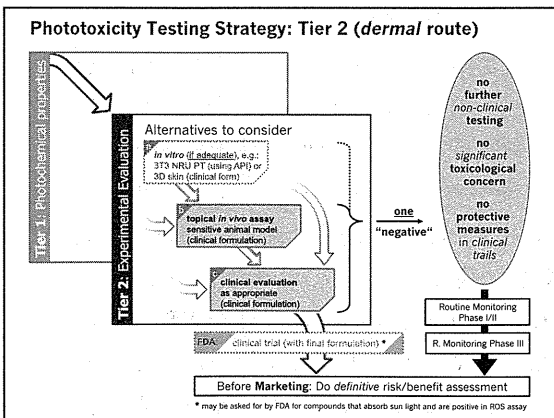 Phototoxicity Testing Strategy: Tier 2 (dermal route)
Tier 1: Photochemical properties
Tier 2: Experimental Evaluation
Alternatives to consider
in vitro (if adequate), e.g.:
3T3 NRU PT (using API) or
3D skin (clinical form)
topical in vivo assay
sensitive animal model
(clinical formulation)
clinical evaluation
as appropriate
(clinical formulation)
one
"negative"
no
further
non-clinical
testing
no
significant
toxicological
concern
no
protective
measures
in clinical
trails
Routine Monitoring
Phase I/II
R. Monitoring Phase III
FDA: clinical trial (with final formulation) *
Before Marketing: Do definitive risk/benefit assessment
* may be asked for by FDA for compounds that absorb sun light and are positive in ROS assay